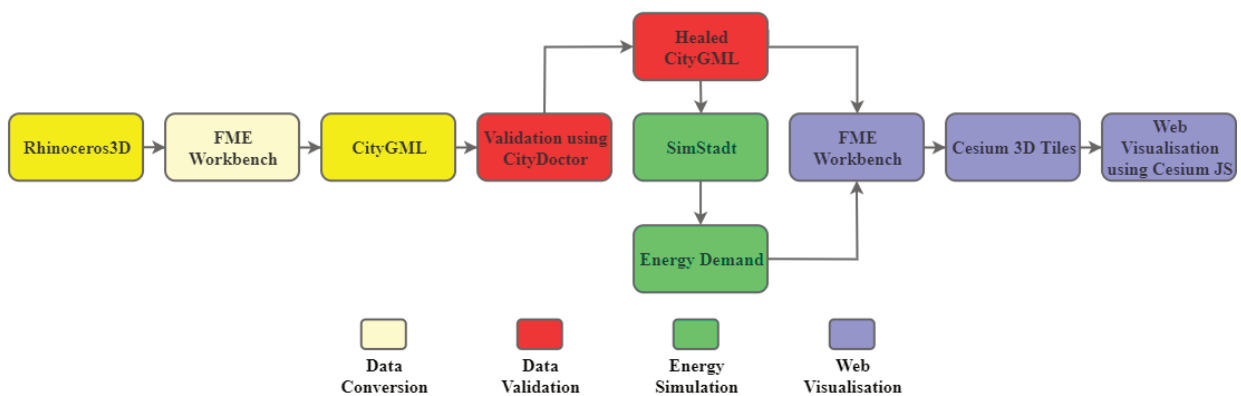 Healed
CityGML
Rhinoceros3D
FME
Workbench
CityGML
Validation using
CityDoctor
SimStadt
FME
Workbench
Cesium 3D Tiles
Web
Visualisation
using Cesium JS
Energy Demand
Data
Conversion
Data
Validation
Energy
Simulation
Web
Visualisation